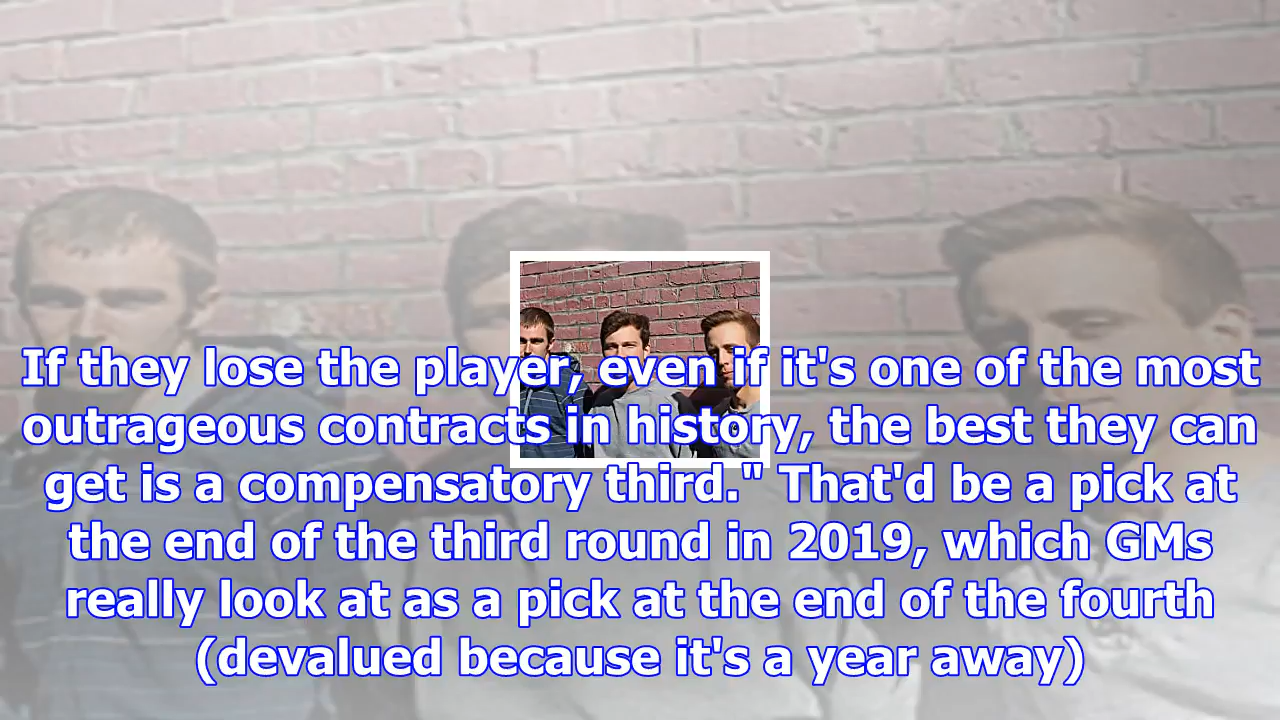 If they lose the player, even if it's one of the most
outrageous contracts in history, the best they can
get is a compensatory third." That'd be a pick at
the end of the third round in 2019, which GMs
really look at as a pick at the end of the fourth
(devalued because it's a year away)